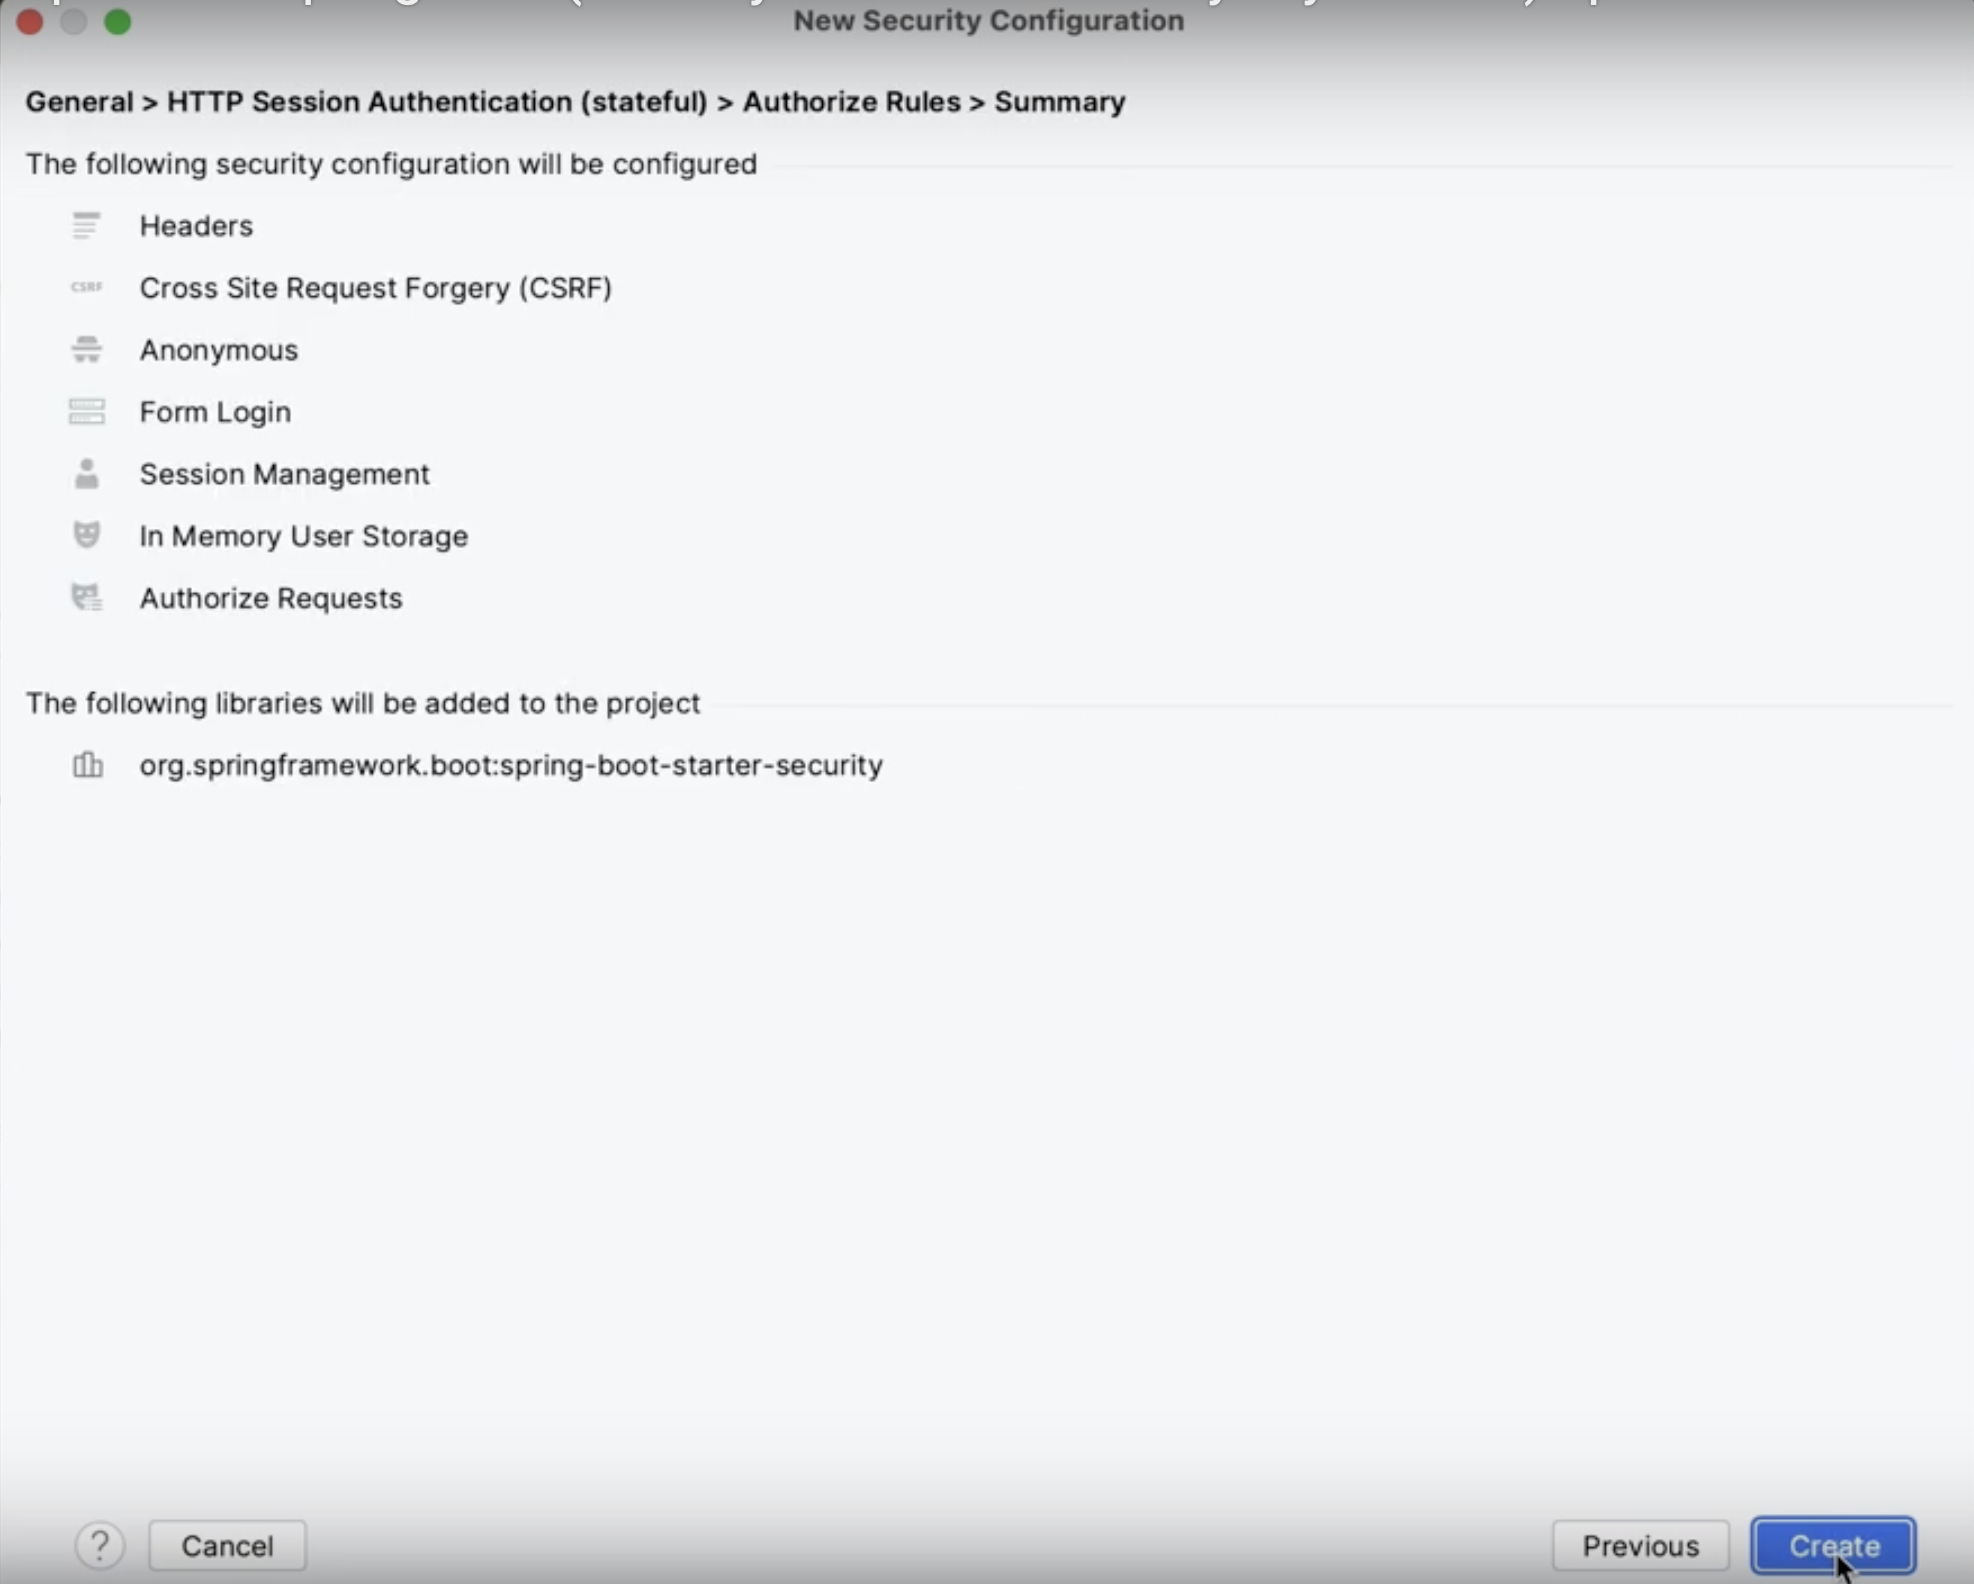 New Security Configuration
General > HTTP Session Authentication (stateful) > Authorize Rules > Summary
The following security configuration will be configured
Headers
CSRF Cross Site Request Forgery (CSRF)
Anonymous
Form Login
Session Management
In Memory User Storage
Authorize Requests
The following libraries will be added to the project
org.springframework.boot:spring-boot-starter-security
? Cancel Previous Create